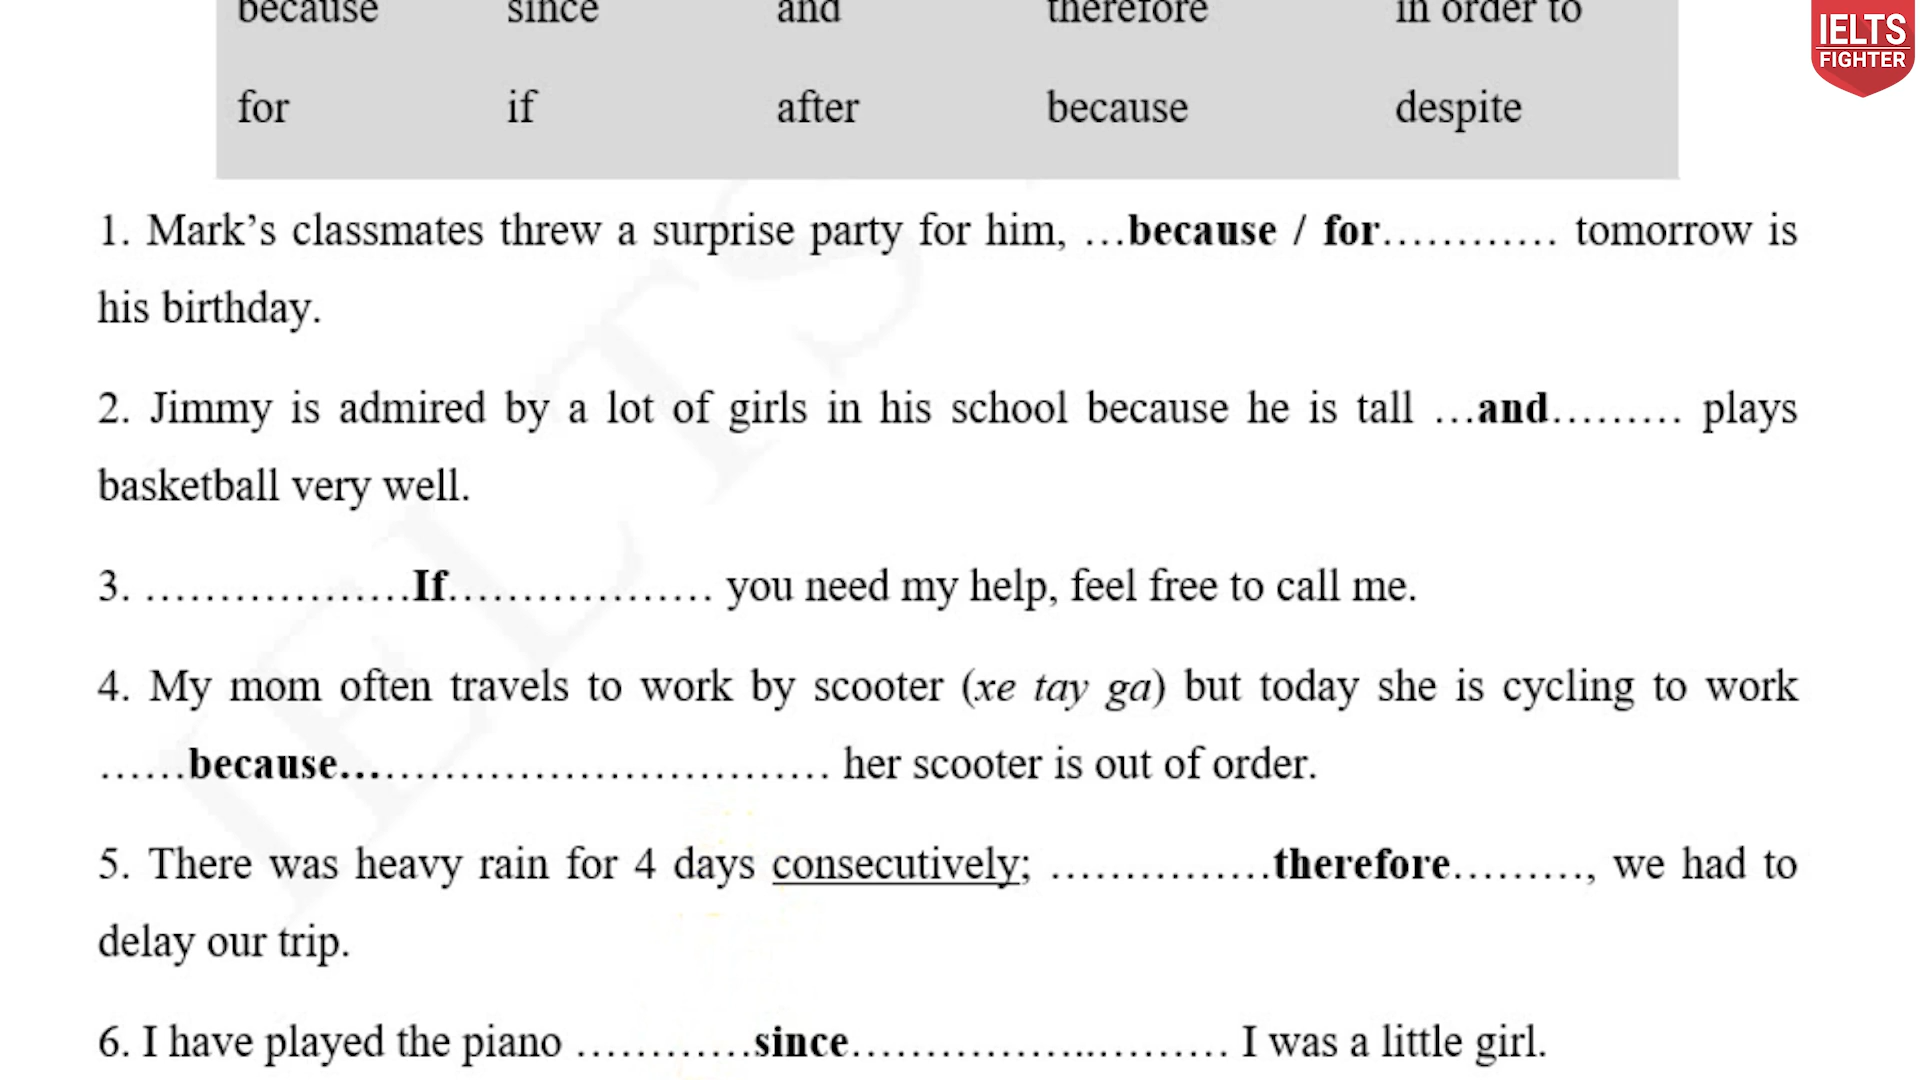 because since and therefore in order to
IELTS
FIGHTER
for if after because despite
1. Mark’s classmates threw a surprise party for him, …because / for………… tomorrow is
his birthday.
2. Jimmy is admired by a lot of girls in his school because he is tall …and……… plays
basketball very well.
3. ………………If……………… you need my help, feel free to call me.
4. My mom often travels to work by scooter (xe tay ga) but today she is cycling to work
……because…………………………… her scooter is out of order.
5. There was heavy rain for 4 days consecutively; ……………therefore………, we had to
delay our trip.
6. I have played the piano …………since……………………… I was a little girl.
IELTS